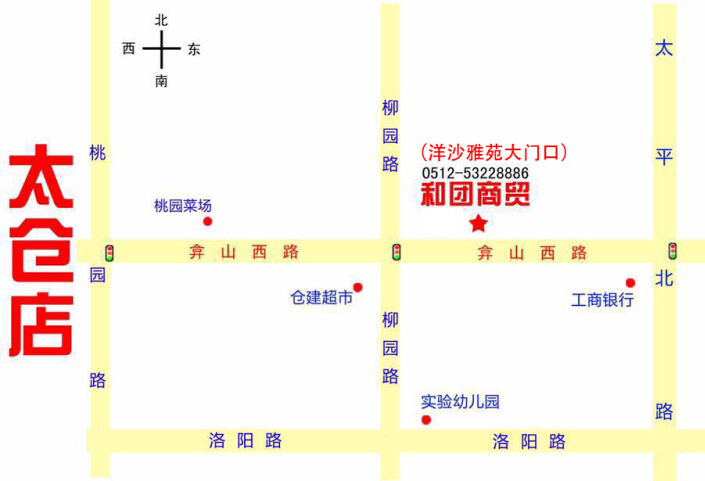 太仓店
北
西 东
南
桃园路
柳园路
太平北路
(洋沙雅苑大门口)
0512-53228886
和团商贸
桃园菜场
弇山西路
弇山西路
仓建超市
工商银行
柳园路
实验幼儿园
洛阳路
洛阳路